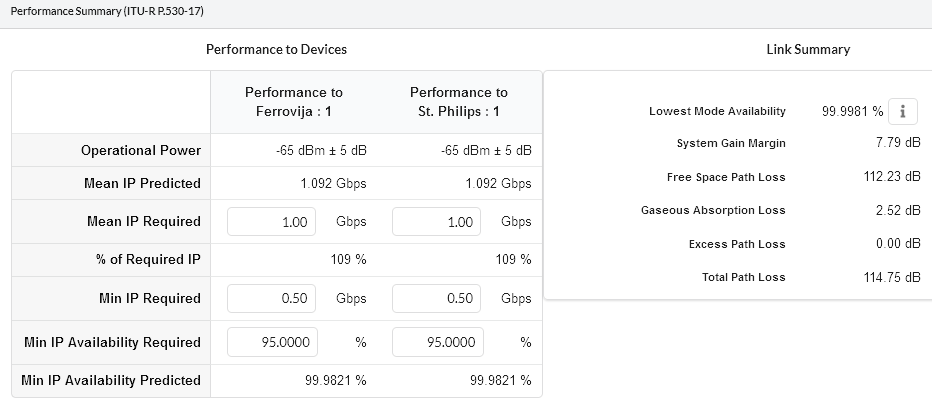 Performance Summary (ITU-R P.530-17)
Performance to Devices
Performance to
Ferrovija : 1
Performance to
St. Philips : 1
Operational Power -65 dBm ± 5 dB -65 dBm ± 5 dB
Mean IP Predicted 1.092 Gbps 1.092 Gbps
Mean IP Required 1.00 Gbps 1.00 Gbps
% of Required IP 109 % 109 %
Min IP Required 0.50 Gbps 0.50 Gbps
Min IP Availability Required 95.0000 % 95.0000 %
Min IP Availability Predicted 99.9821 % 99.9821 %
Link Summary
Lowest Mode Availability 99.9981 % i
System Gain Margin 7.79 dB
Free Space Path Loss 112.23 dB
Gaseous Absorption Loss 2.52 dB
Excess Path Loss 0.00 dB
Total Path Loss 114.75 dB